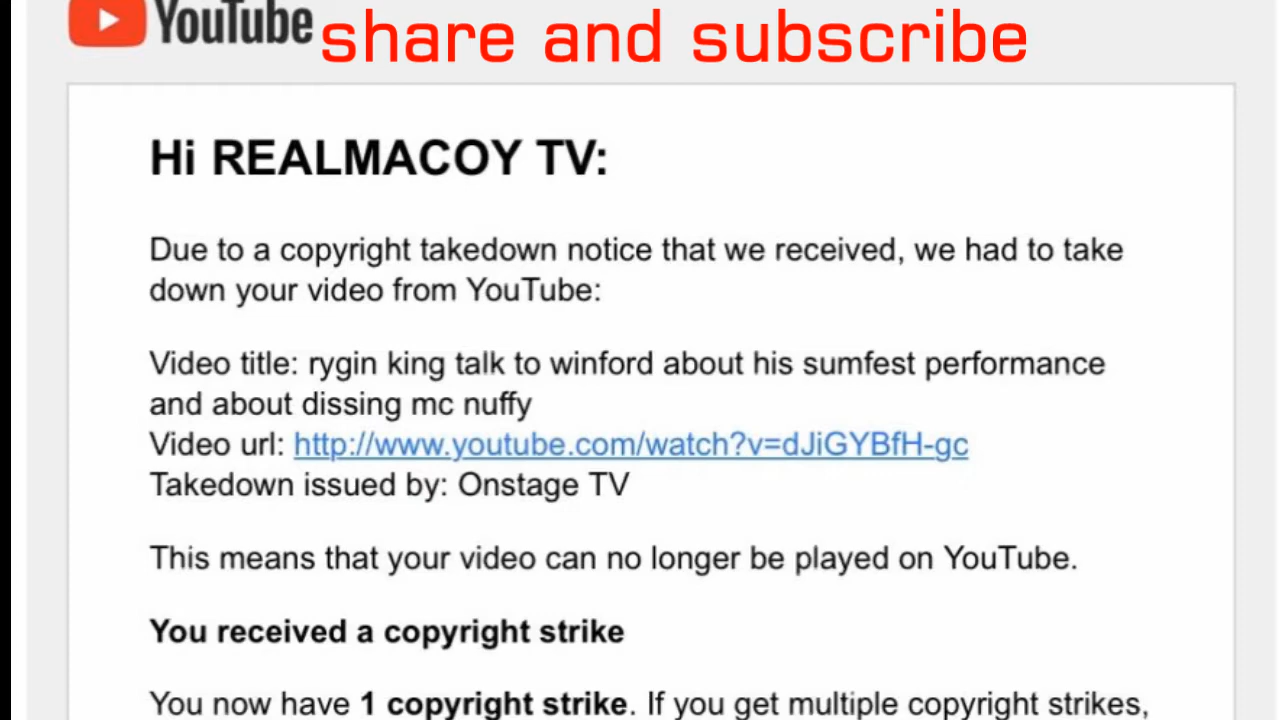 YouTube share and subscribe
Hi REALMACOY TV:
Due to a copyright takedown notice that we received, we had to take
down your video from YouTube:
Video title: rygin king talk to winford about his sumfest performance
and about dissing mc nuffy
Video url: http://www.youtube.com/watch?v=dJiGYBfH-gc
Takedown issued by: Onstage TV
This means that your video can no longer be played on YouTube.
You received a copyright strike
You now have 1 copyright strike. If you get multiple copyright strikes,